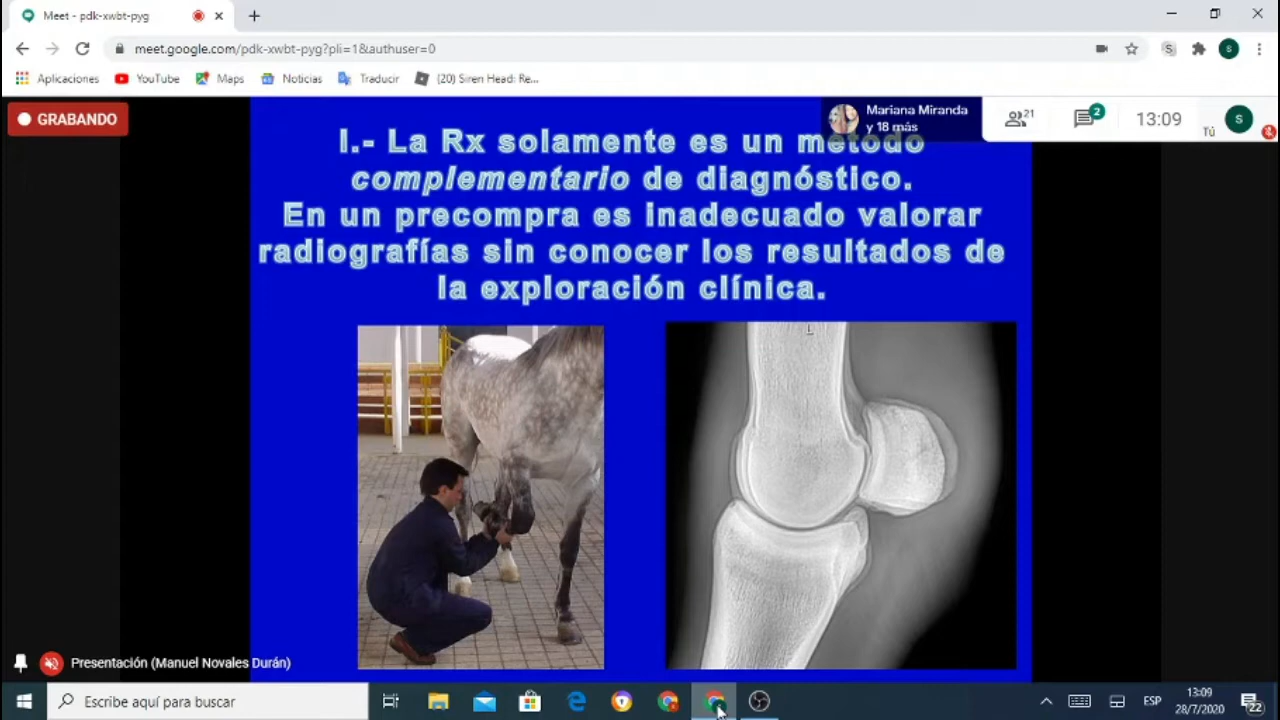 Meet - pdk-xwbt-pyg
meet.google.com/pdk-xwbt-pyg?pli=1&authuser=0
Aplicaciones
YouTube
Maps
Noticias
Traducir
(20) Siren Head: Re...
GRABANDO
Mariana Miranda
y 18 más
21
2
13:09
Tú
S
I.- La Rx solamente es un método
complementario de diagnóstico.
En un precompra es inadecuado valorar
radiografías sin conocer los resultados de
la exploración clínica.
L
Presentación (Manuel Novales Durán)
Escribe aquí para buscar
ESP
13:09
28/7/2020
22